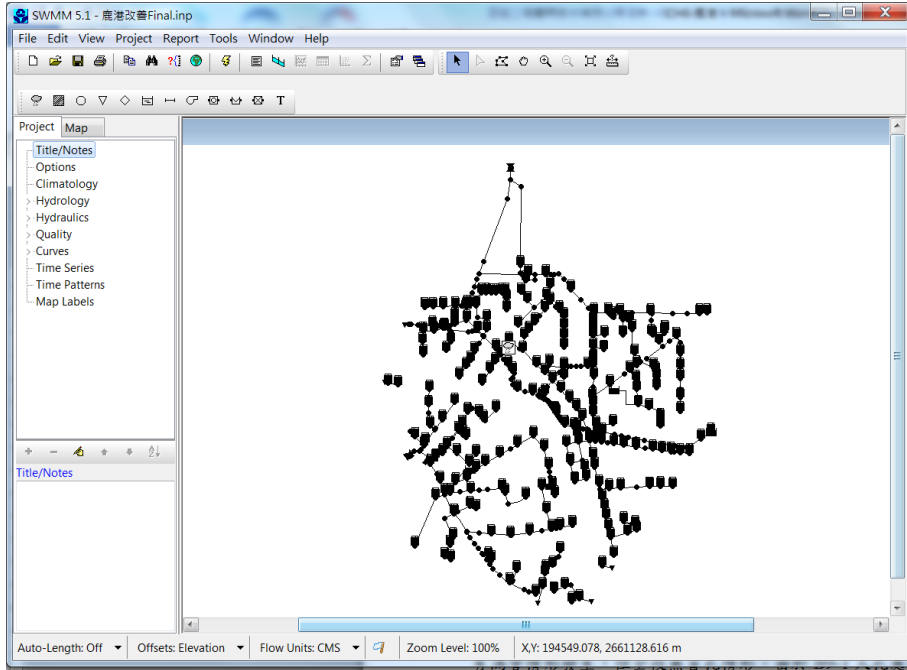 SWMM 5.1 - 鹿港改善Final.inp
File Edit View Project Report Tools Window Help
T
Project Map
Title/Notes
Options
Climatology
Hydrology
Hydraulics
Quality
Curves
Time Series
Time Patterns
Map Labels
Title/Notes
Auto-Length: Off Offsets: Elevation Flow Units: CMS Zoom Level: 100% X,Y: 194549.078, 2661128.616 m